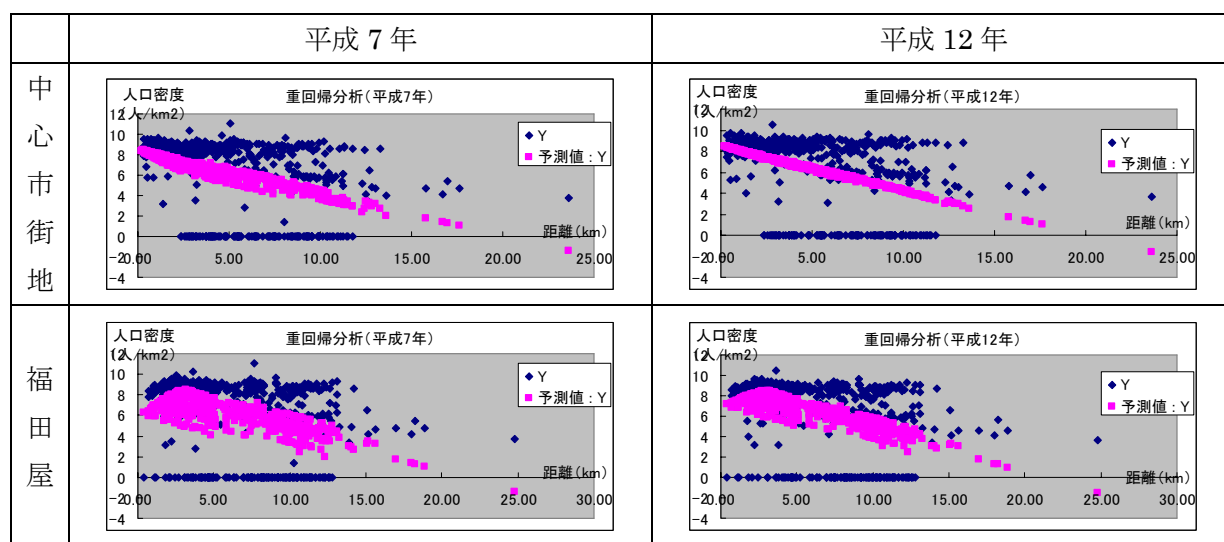 平成 7 年
平成 12 年
中心市街地
人口密度
(人/km2)
重回帰分析(平成7年)
Y
予測値:Y
距離(km)
12
10
8
6
4
2
0
-2
-4
0.00
5.00
10.00
15.00
20.00
25.00
人口密度
(人/km2)
重回帰分析(平成12年)
Y
予測値:Y
距離(km)
12
10
8
6
4
2
0
-2
-4
0.00
5.00
10.00
15.00
20.00
25.00
福田屋
人口密度
(人/km2)
重回帰分析(平成7年)
Y
予測値:Y
距離(km)
12
10
8
6
4
2
0
-2
-4
0.00
5.00
10.00
15.00
20.00
25.00
30.00
人口密度
(人/km2)
重回帰分析(平成12年)
Y
予測値:Y
距離(km)
12
10
8
6
4
2
0
-2
-4
0.00
5.00
10.00
15.00
20.00
25.00
30.00